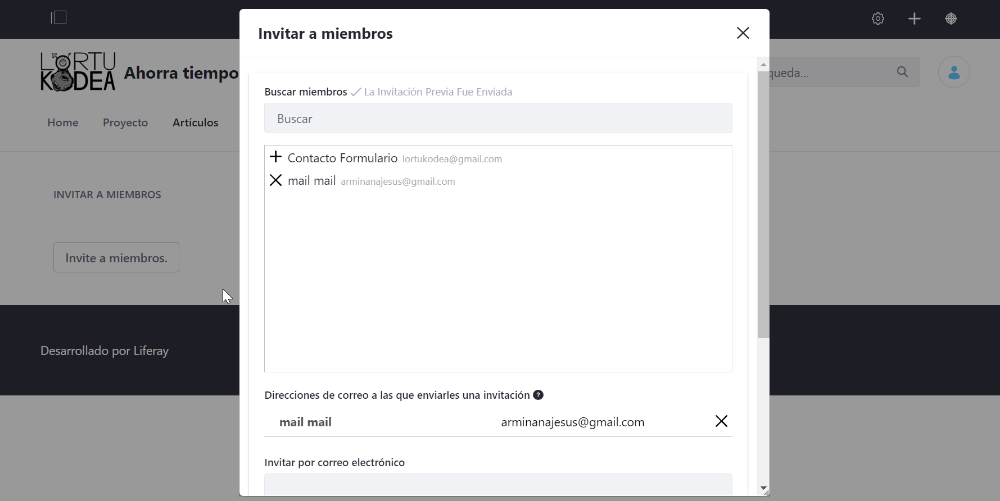 Invitar a miembros
LORTU
KODEA
Ahorra tiempo
queda...
Home Proyecto Artículos
Buscar miembros La Invitación Previa Fue Enviada
Buscar
Contacto Formulario lortukodea@gmail.com
mail mail arminanajesus@gmail.com
INVITAR A MIEMBROS
Invite a miembros.
Desarrollado por Liferay
Direcciones de correo a las que enviarles una invitación ?
mail mail arminanajesus@gmail.com
Invitar por correo electrónico